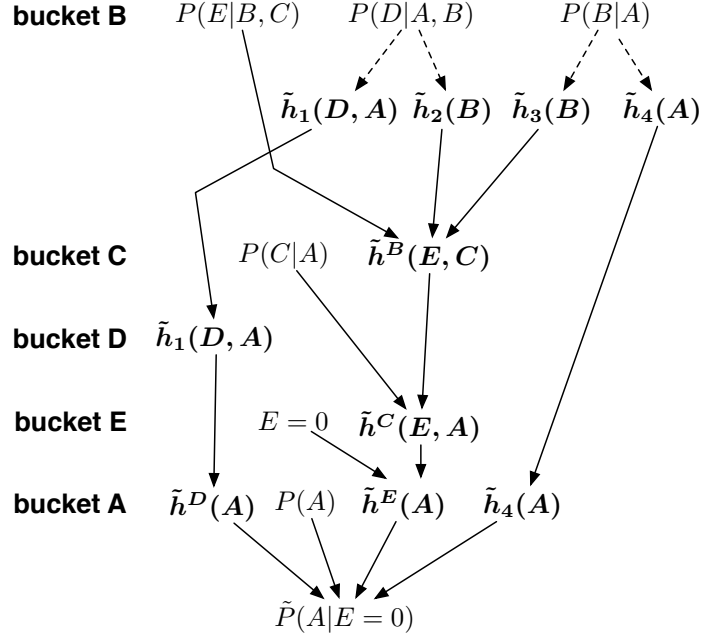 bucket B P(E|B, C) P(D|A, B) P(B|A)
h̃₁(D, A) h̃₂(B) h̃₃(B) h̃₄(A)
bucket C P(C|A) h̃ᴮ(E, C)
bucket D h̃₁(D, A)
bucket E E = 0 h̃ᶜ(E, A)
bucket A h̃ᴰ(A) P(A) h̃ᴱ(A) h̃₄(A)
P̃(A|E = 0)